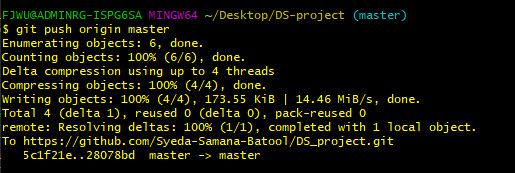 FJWU@ADMINRG-ISPG6SA MINGW64 ~/Desktop/DS-project (master)
$ git push origin master
Enumerating objects: 6, done.
Counting objects: 100% (6/6), done.
Delta compression using up to 4 threads
Compressing objects: 100% (4/4), done.
Writing objects: 100% (4/4), 173.55 KiB | 14.46 MiB/s, done.
Total 4 (delta 1), reused 0 (delta 0), pack-reused 0
remote: Resolving deltas: 100% (1/1), completed with 1 local object.
To https://github.com/Syeda-Samana-Batool/DS_project.git
   5c1f21e..28078bd  master -> master